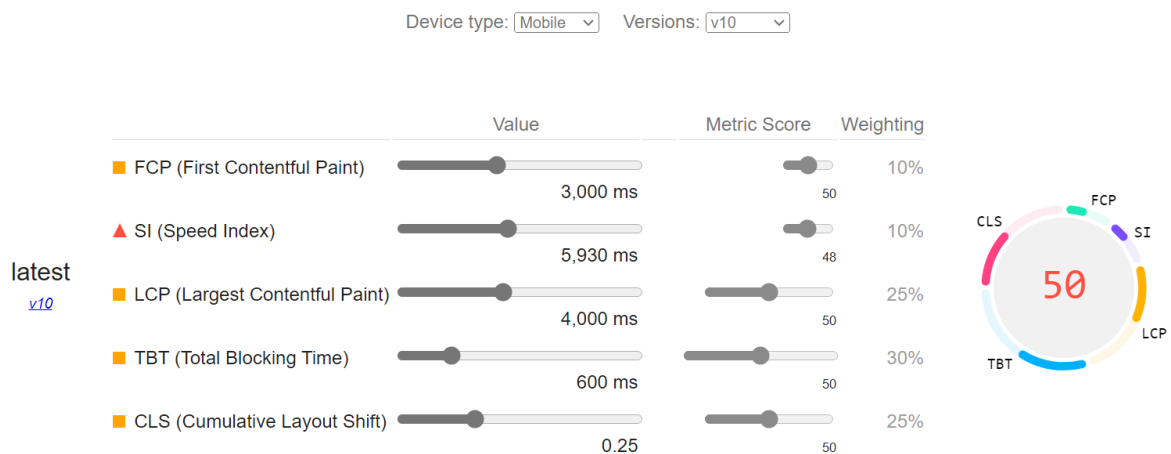 Device type: Mobile Versions: v10
Value Metric Score Weighting
FCP (First Contentful Paint) 10%
3,000 ms 50
SI (Speed Index) 10%
5,930 ms 48
latest
v10
LCP (Largest Contentful Paint) 25%
4,000 ms 50
TBT (Total Blocking Time) 30%
600 ms 50
CLS (Cumulative Layout Shift) 25%
0.25 50
FCP
SI
CLS
50
LCP
TBT